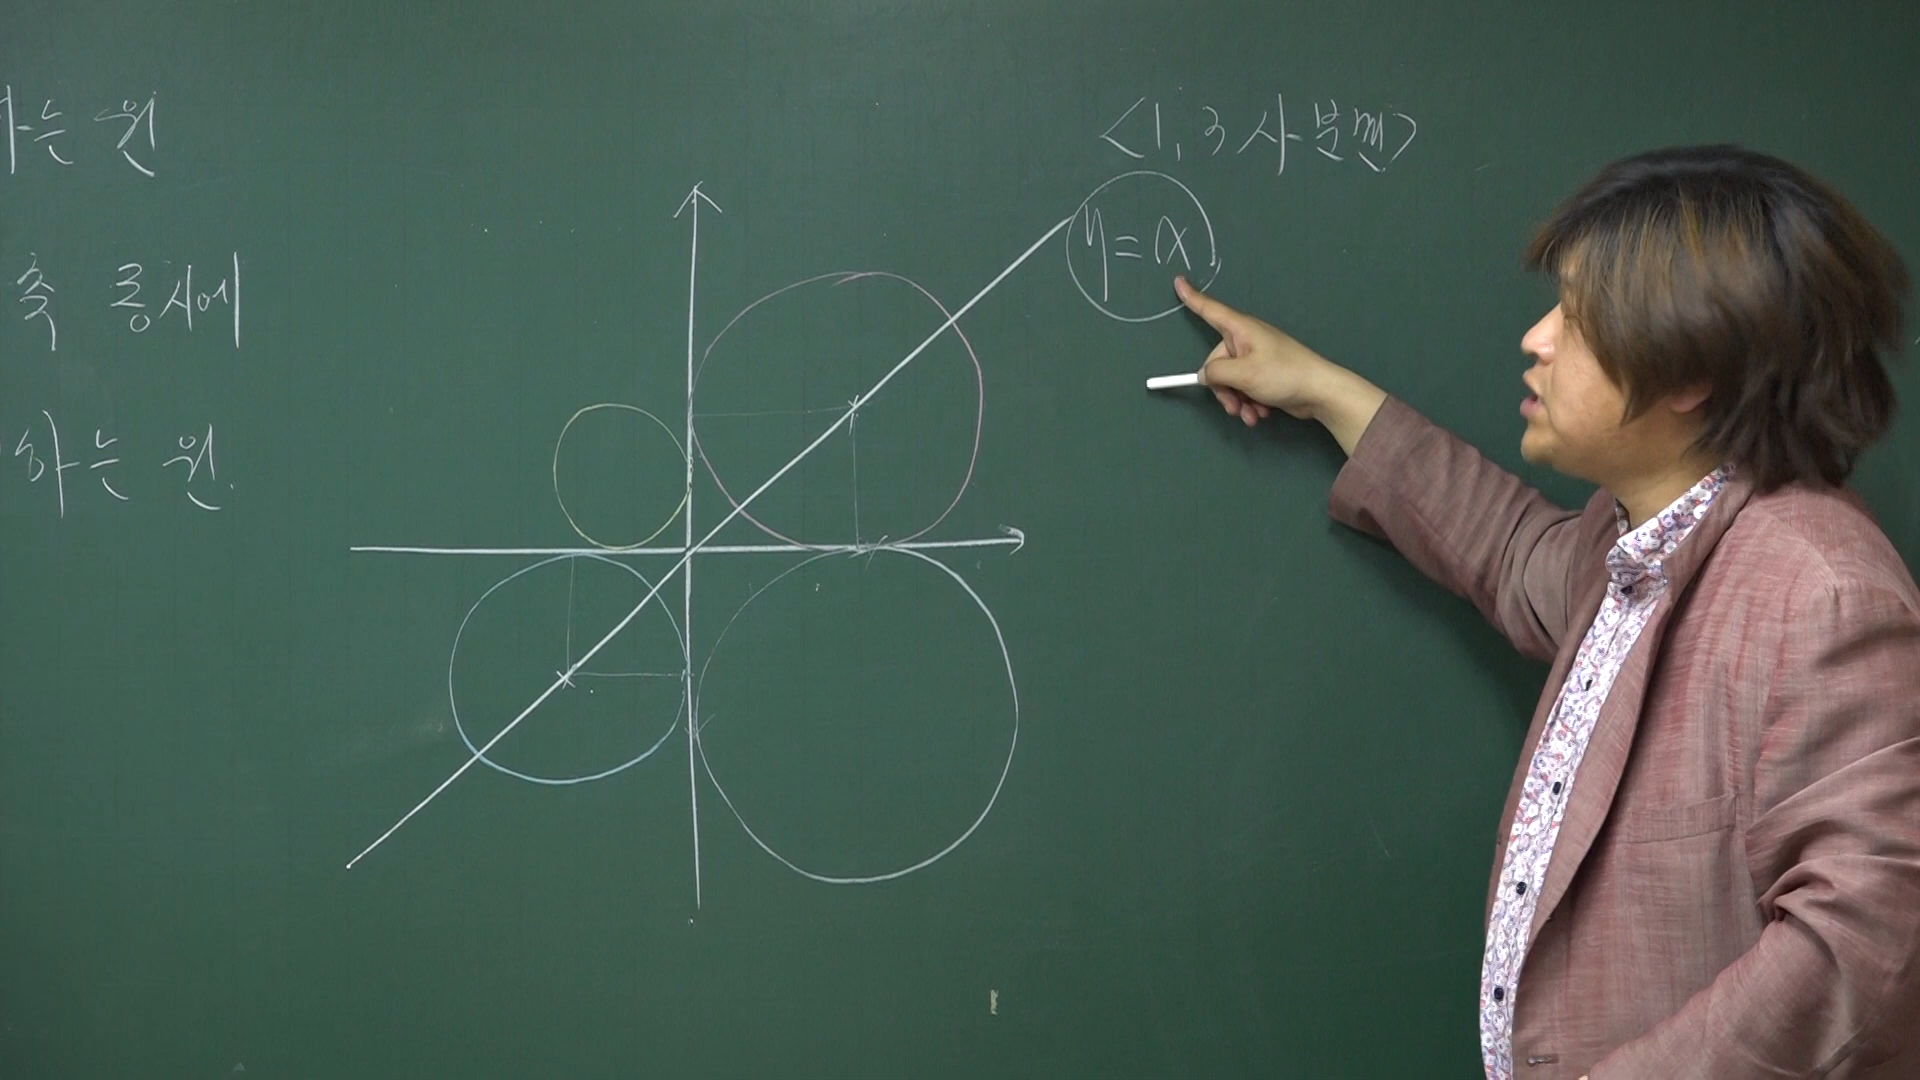 하는 원
축 동시에
하는 원.
<1, 3 사분면>
y = x